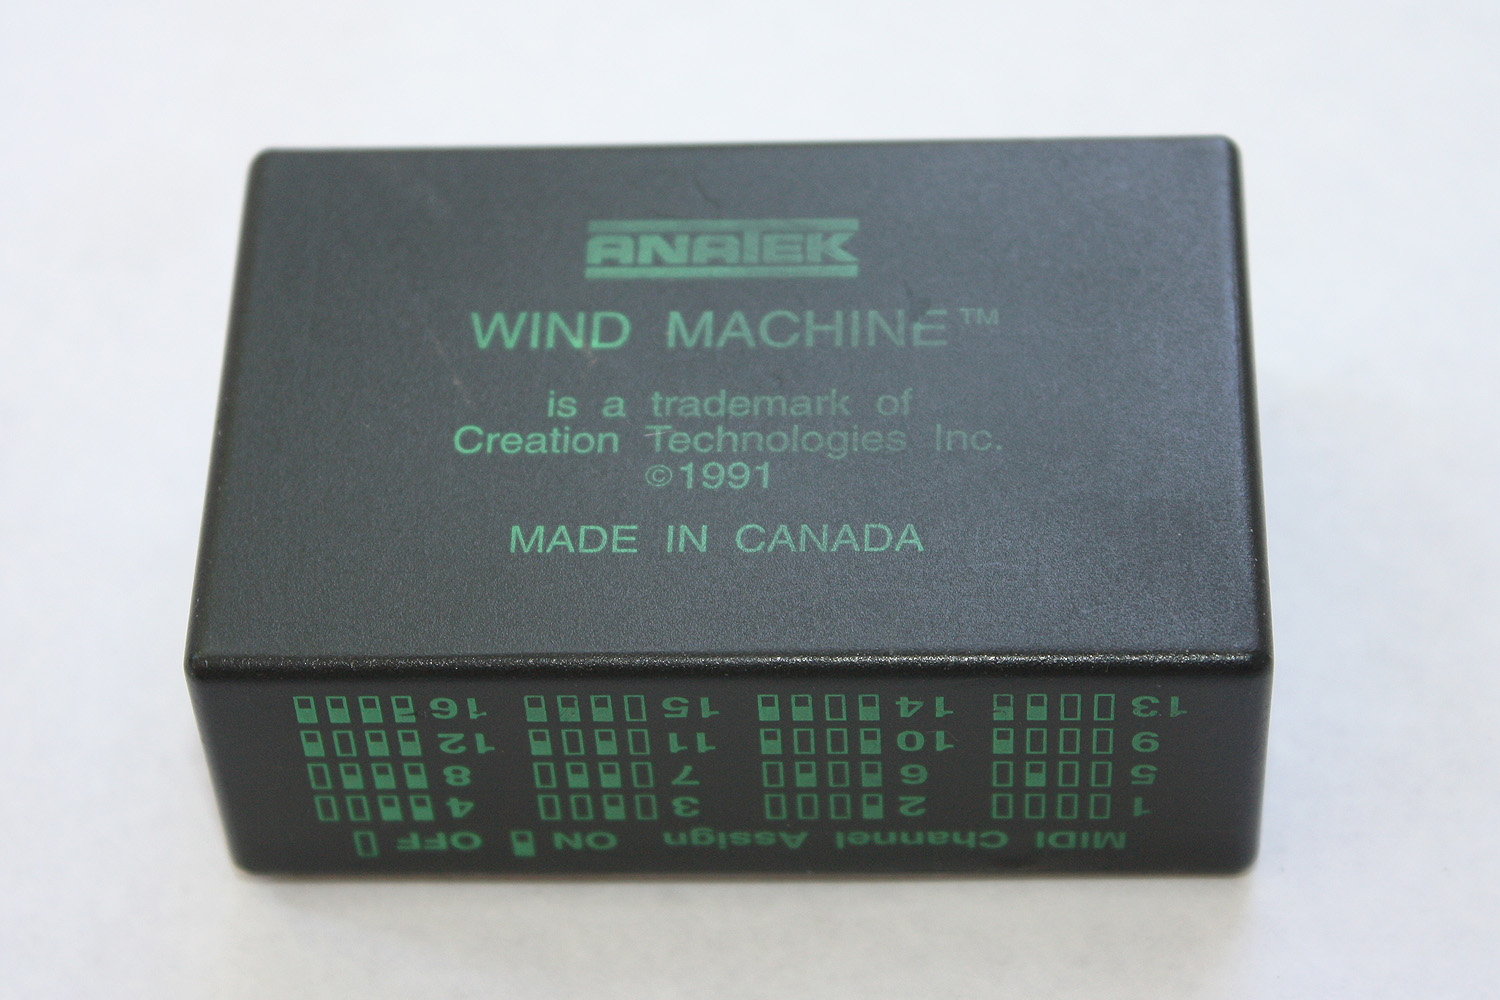 ANATEK
WIND MACHINE™
is a trademark of
Creation Technologies Inc.
©1991
MADE IN CANADA
MIDI Channel Assign ON OFF
1 2 3 4
5 6 7 8
9 10 11 12
13 14 15 16